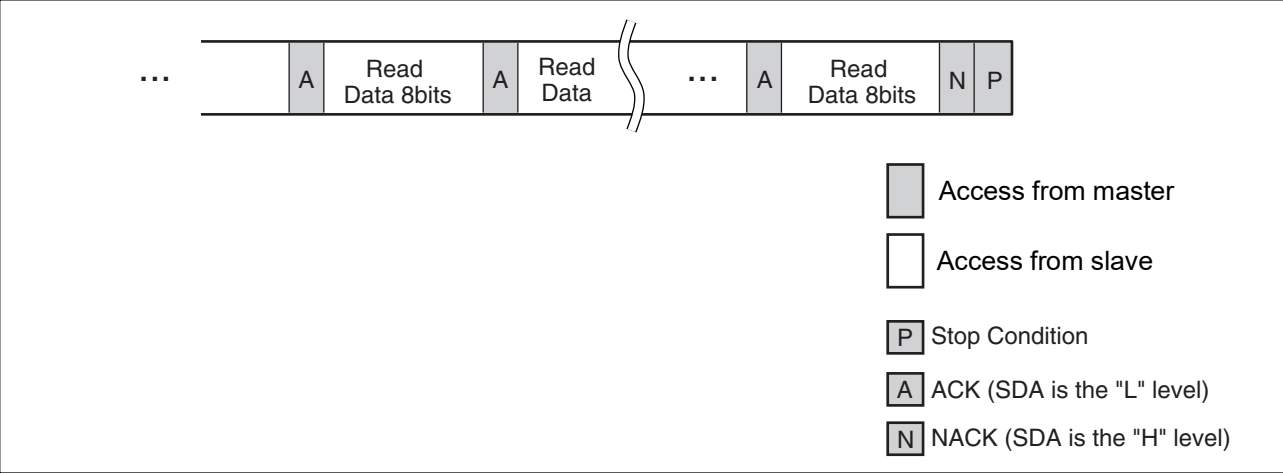 ... A Read Data 8bits A Read Data ... A Read Data 8bits N P
Access from master
Access from slave
P Stop Condition
A ACK (SDA is the "L" level)
N NACK (SDA is the "H" level)